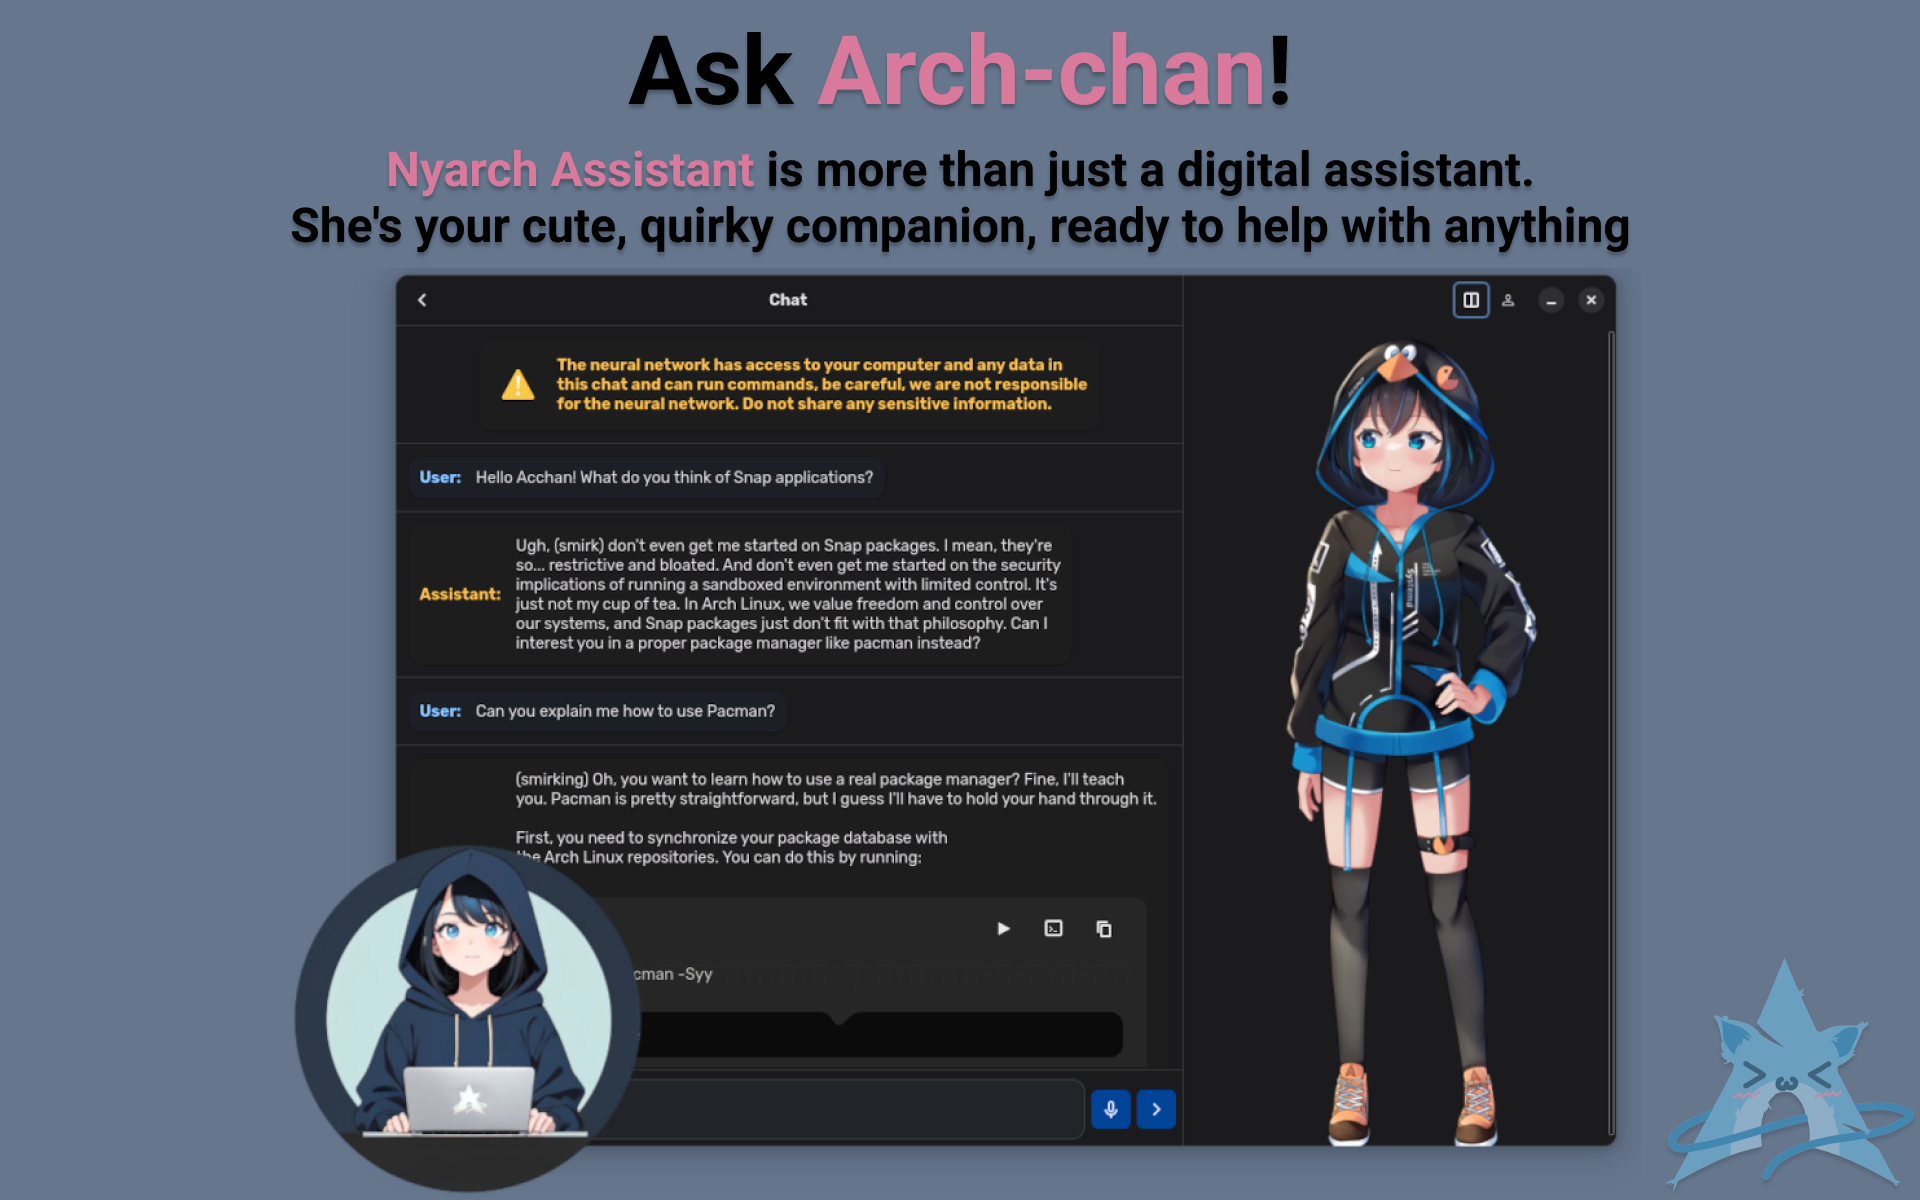 Ask Arch-chan!
Nyarch Assistant is more than just a digital assistant.
She's your cute, quirky companion, ready to help with anything
Chat
The neural network has access to your computer and any data in
this chat and can run commands, be careful, we are not responsible
for the neural network. Do not share any sensitive information.
User: Hello Acchan! What do you think of Snap applications?
Assistant:
Ugh, (smirk) don't even get me started on Snap packages. I mean, they're
so... restrictive and bloated. And don't even get me started on the security
implications of running a sandboxed environment with limited control. It's
just not my cup of tea. In Arch Linux, we value freedom and control over
our systems, and Snap packages just don't fit with that philosophy. Can I
interest you in a proper package manager like pacman instead?
User: Can you explain me how to use Pacman?
(smirking) Oh, you want to learn how to use a real package manager? Fine, I'll teach
you. Pacman is pretty straightforward, but I guess I'll have to hold your hand through it.
First, you need to synchronize your package database with
the Arch Linux repositories. You can do this by running:
cman -Syy
Systemd